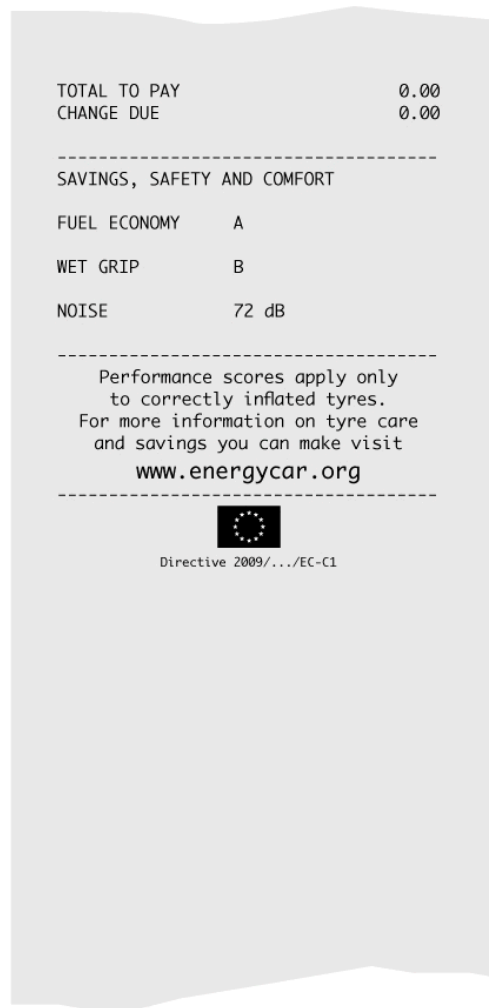 TOTAL TO PAY 0.00
CHANGE DUE 0.00
-------------------------------------
SAVINGS, SAFETY AND COMFORT
FUEL ECONOMY A
WET GRIP B
NOISE 72 dB
-------------------------------------
Performance scores apply only
to correctly inflated tyres.
For more information on tyre care
and savings you can make visit
www.energycar.org
-------------------------------------
Directive 2009/.../EC-C1